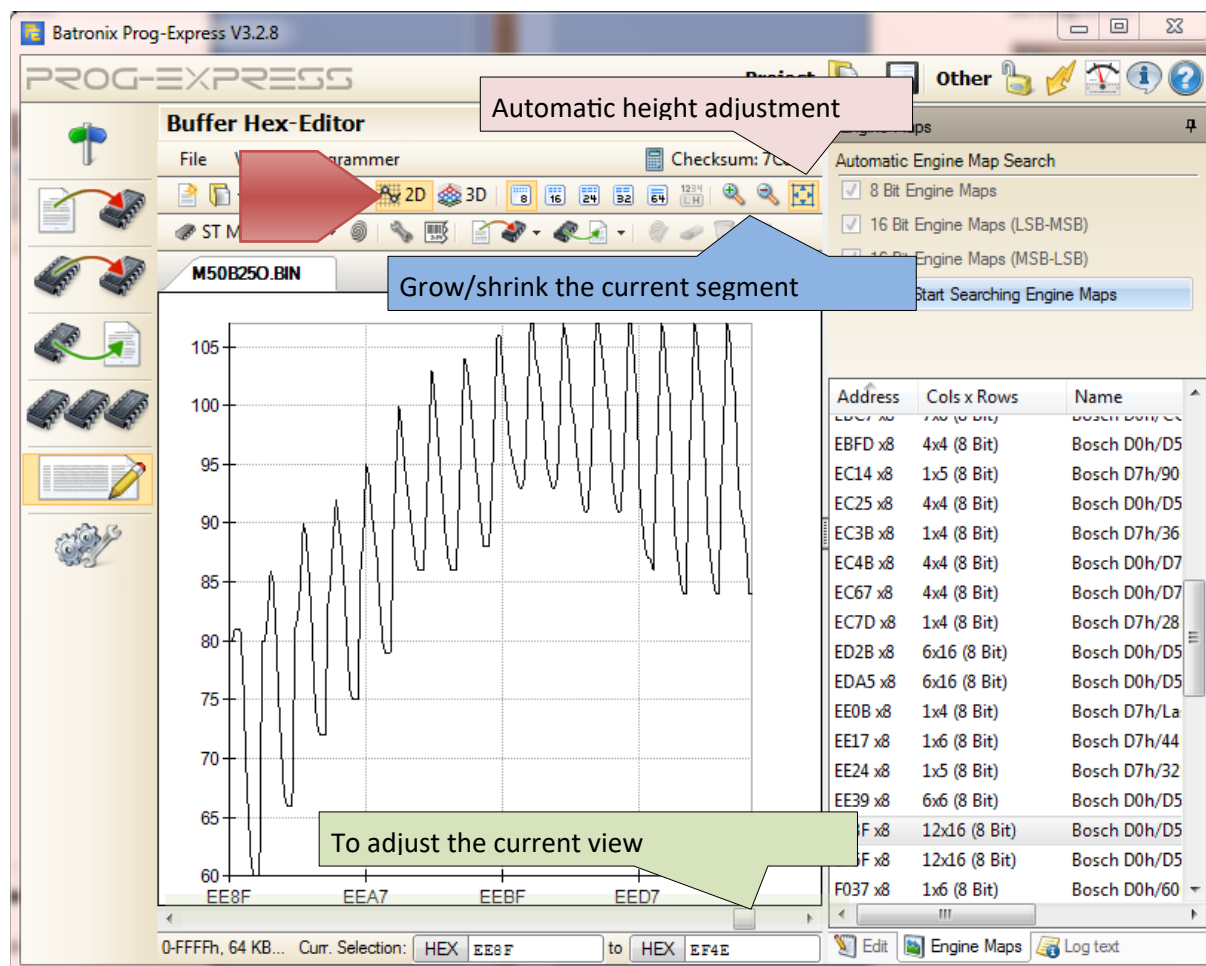 Batronix Prog-Express V3.2.8
PROG-EXPRESS
Other
Automatic height adjustment
Buffer Hex-Editor
File
Checksum:
Automatic Engine Map Search
2D 3D 8 16 24 32 64
8 Bit Engine Maps
16 Bit Engine Maps (LSB-MSB)
16 Bit Engine Maps (MSB-LSB)
ST
M50B25O.BIN
Grow/shrink the current segment
Start Searching Engine Maps
105
100
95
90
85
80
75
70
65
60
EE8F EEA7 EEBF EED7
To adjust the current view
Address Cols x Rows Name
EBFD x8 4x4 (8 Bit) Bosch D0h/D5
EC14 x8 1x5 (8 Bit) Bosch D7h/90
EC25 x8 4x4 (8 Bit) Bosch D0h/D5
EC3B x8 1x4 (8 Bit) Bosch D7h/36
EC4B x8 4x4 (8 Bit) Bosch D0h/D7
EC67 x8 4x4 (8 Bit) Bosch D0h/D7
EC7D x8 1x4 (8 Bit) Bosch D7h/28
ED2B x8 6x16 (8 Bit) Bosch D0h/D5
EDA5 x8 6x16 (8 Bit) Bosch D0h/D5
EE0B x8 1x4 (8 Bit) Bosch D7h/La
EE17 x8 1x6 (8 Bit) Bosch D7h/44
EE24 x8 1x5 (8 Bit) Bosch D7h/32
EE39 x8 6x6 (8 Bit) Bosch D0h/D5
x8 12x16 (8 Bit) Bosch D0h/D5
x8 12x16 (8 Bit) Bosch D0h/D5
F037 x8 1x6 (8 Bit) Bosch D0h/60
0-FFFFh, 64 KB... Curr. Selection: HEX EE8F to HEX EF4E
Edit Engine Maps Log text